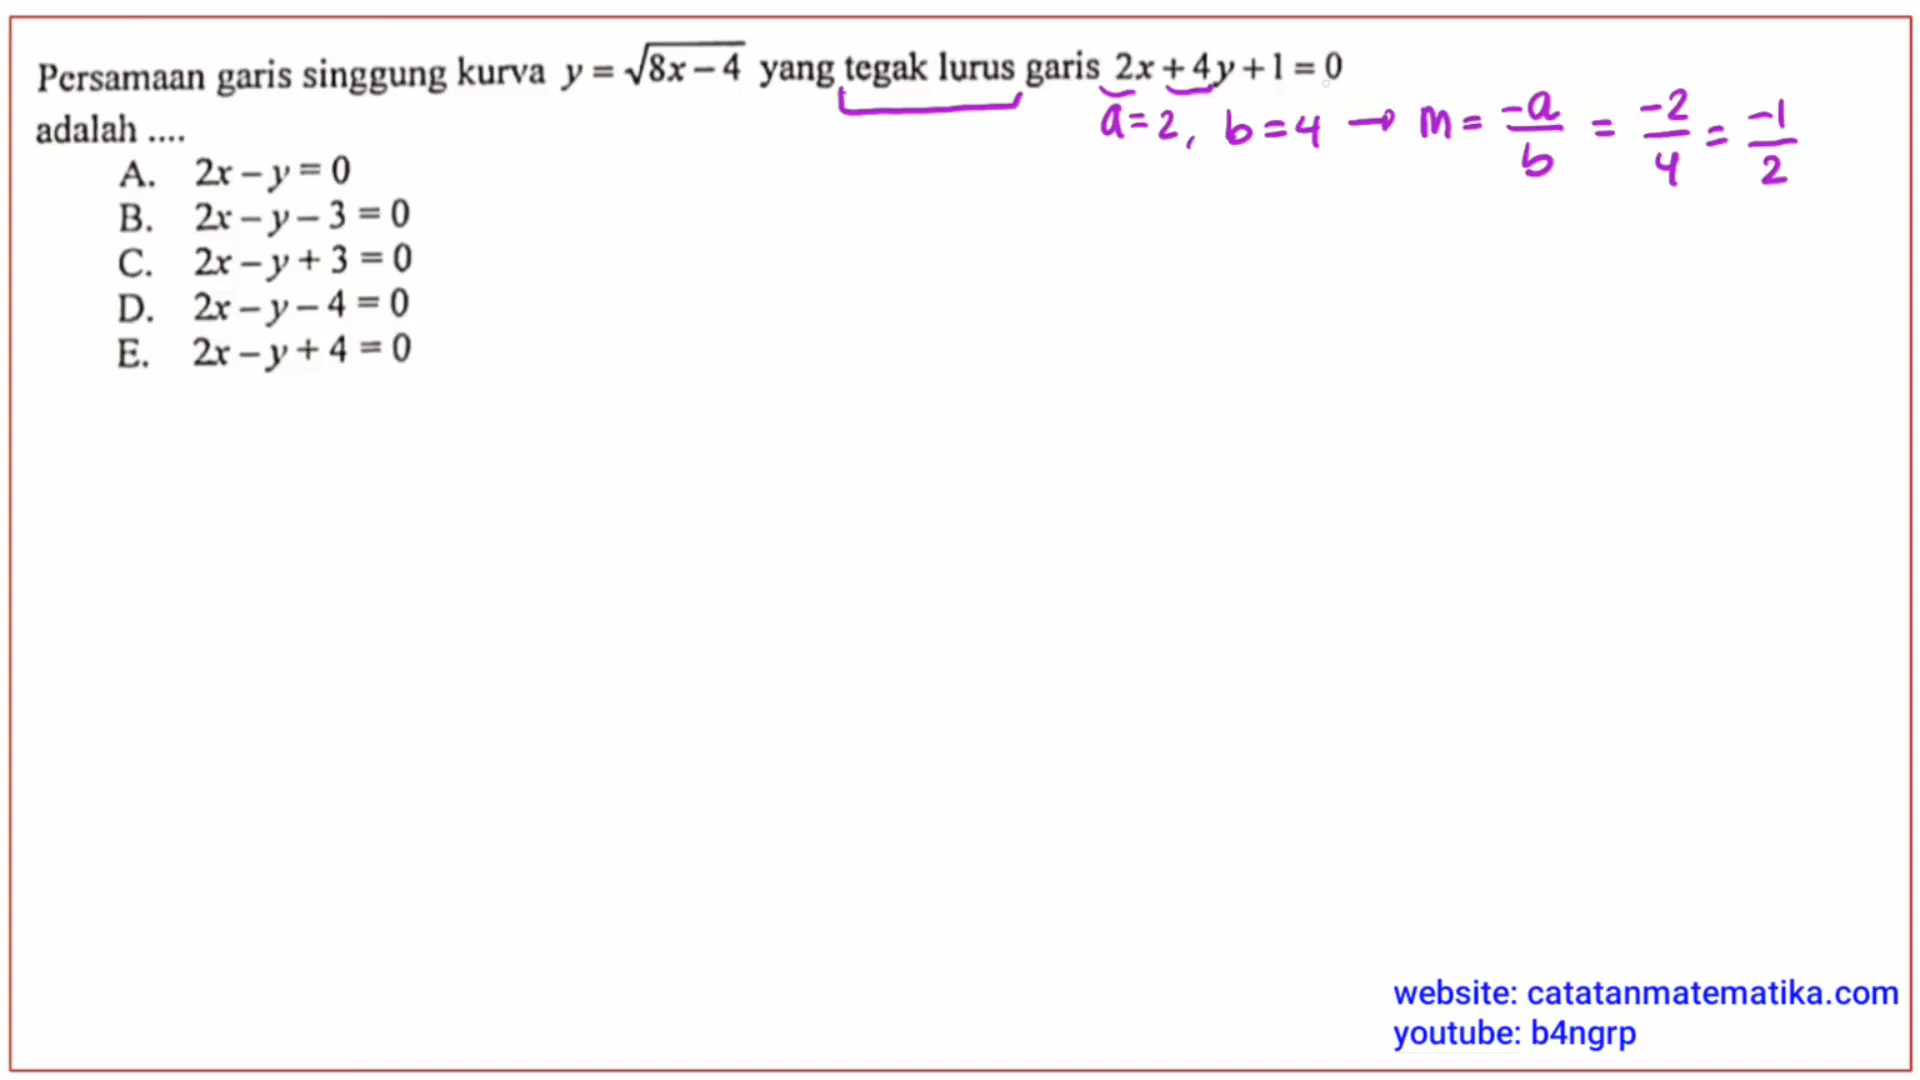 Persamaan garis singgung kurva y = √8x – 4 yang tegak lurus garis 2x + 4y + 1 = 0
a = 2, b = 4 → m = -a/b = -2/4 = -1/2
adalah ....
A. 2x – y = 0
B. 2x – y – 3 = 0
C. 2x – y + 3 = 0
D. 2x – y – 4 = 0
E. 2x – y + 4 = 0
website: catatanmatematika.com
youtube: b4ngrp